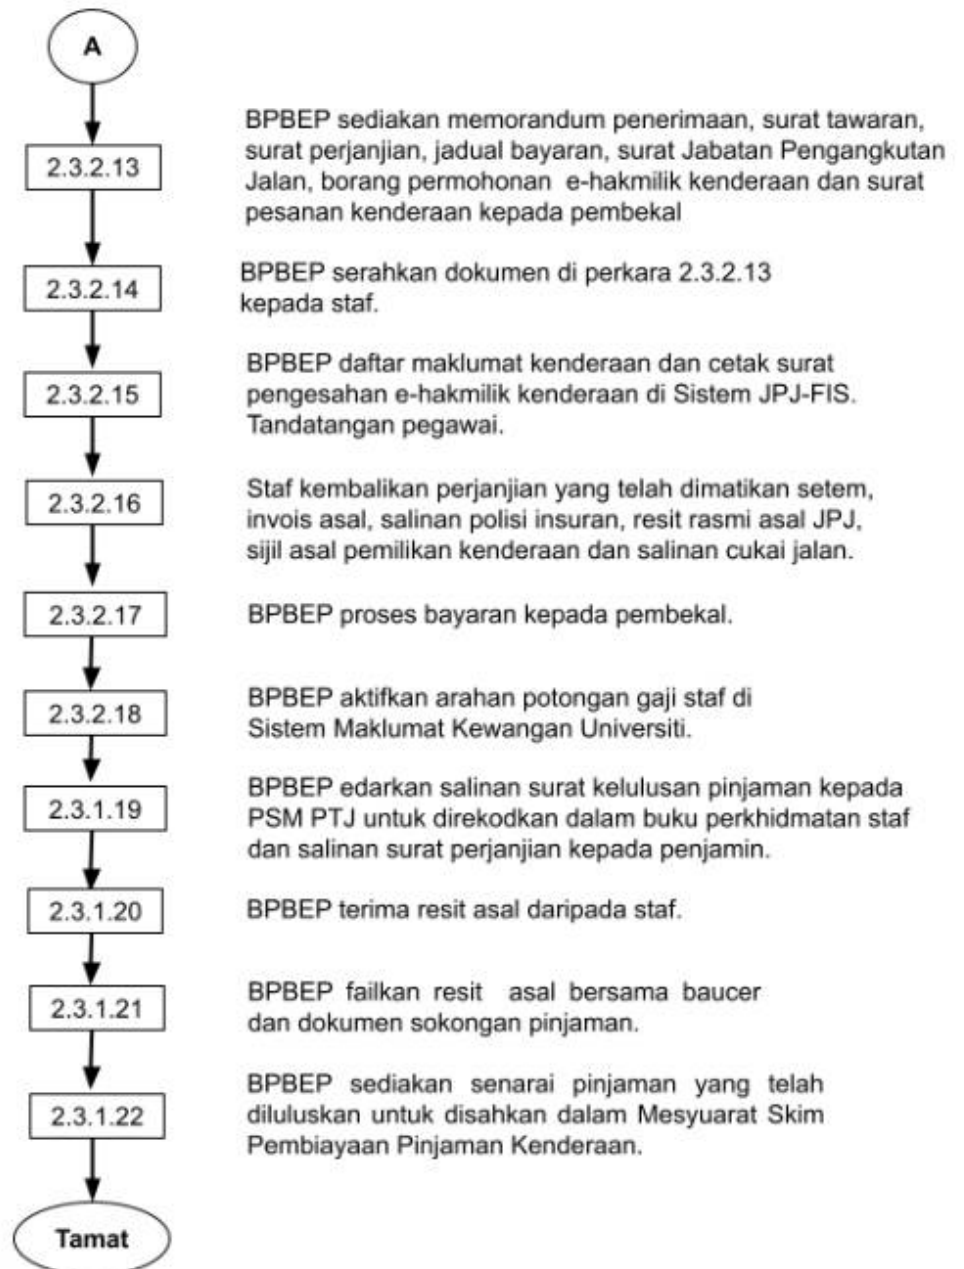 A
2.3.2.13
BPBEP sediakan memorandum penerimaan, surat tawaran,
surat perjanjian, jadual bayaran, surat Jabatan Pengangkutan
Jalan, borang permohonan e-hakmilik kenderaan dan surat
pesanan kenderaan kepada pembekal
2.3.2.14
BPBEP serahkan dokumen di perkara 2.3.2.13
kepada staf.
2.3.2.15
BPBEP daftar maklumat kenderaan dan cetak surat
pengesahan e-hakmilik kenderaan di Sistem JPJ-FIS.
Tandatangan pegawai.
2.3.2.16
Staf kembalikan perjanjian yang telah dimatikan setem,
invois asal, salinan polisi insuran, resit rasmi asal JPJ,
sijil asal pemilikan kenderaan dan salinan cukai jalan.
2.3.2.17
BPBEP proses bayaran kepada pembekal.
2.3.2.18
BPBEP aktifkan arahan potongan gaji staf di
Sistem Maklumat Kewangan Universiti.
2.3.1.19
BPBEP edarkan salinan surat kelulusan pinjaman kepada
PSM PTJ untuk direkodkan dalam buku perkhidmatan staf
dan salinan surat perjanjian kepada penjamin.
2.3.1.20
BPBEP terima resit asal daripada staf.
2.3.1.21
BPBEP failkan resit asal bersama baucer
dan dokumen sokongan pinjaman.
2.3.1.22
BPBEP sediakan senarai pinjaman yang telah
diluluskan untuk disahkan dalam Mesyuarat Skim
Pembiayaan Pinjaman Kenderaan.
Tamat